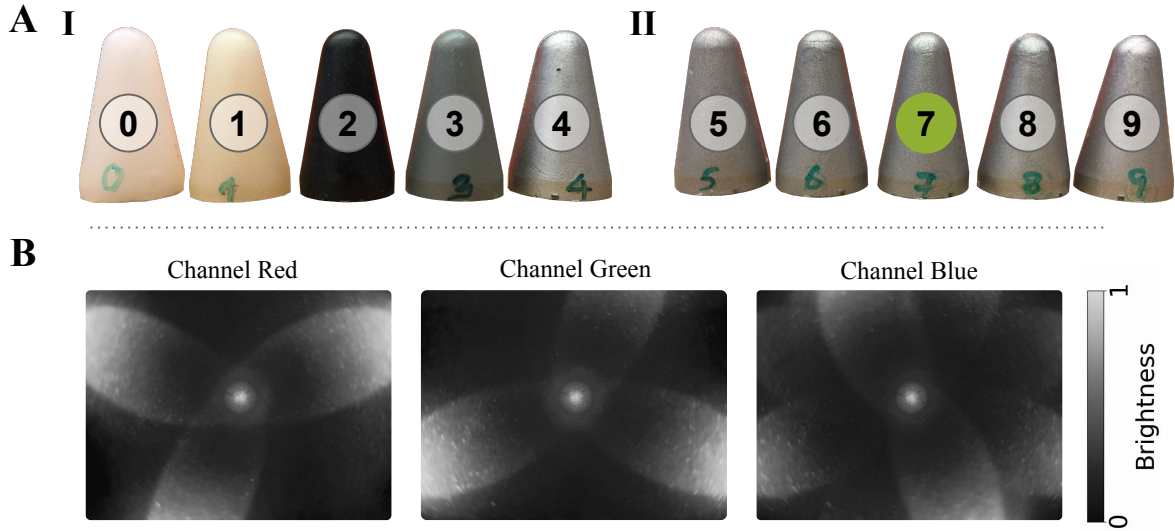 A I II
0 1 2 3 4 5 6 7 8 9
0 1 3 4 5 6 7 8 9
B
Channel Red Channel Green Channel Blue
1
Brightness
0